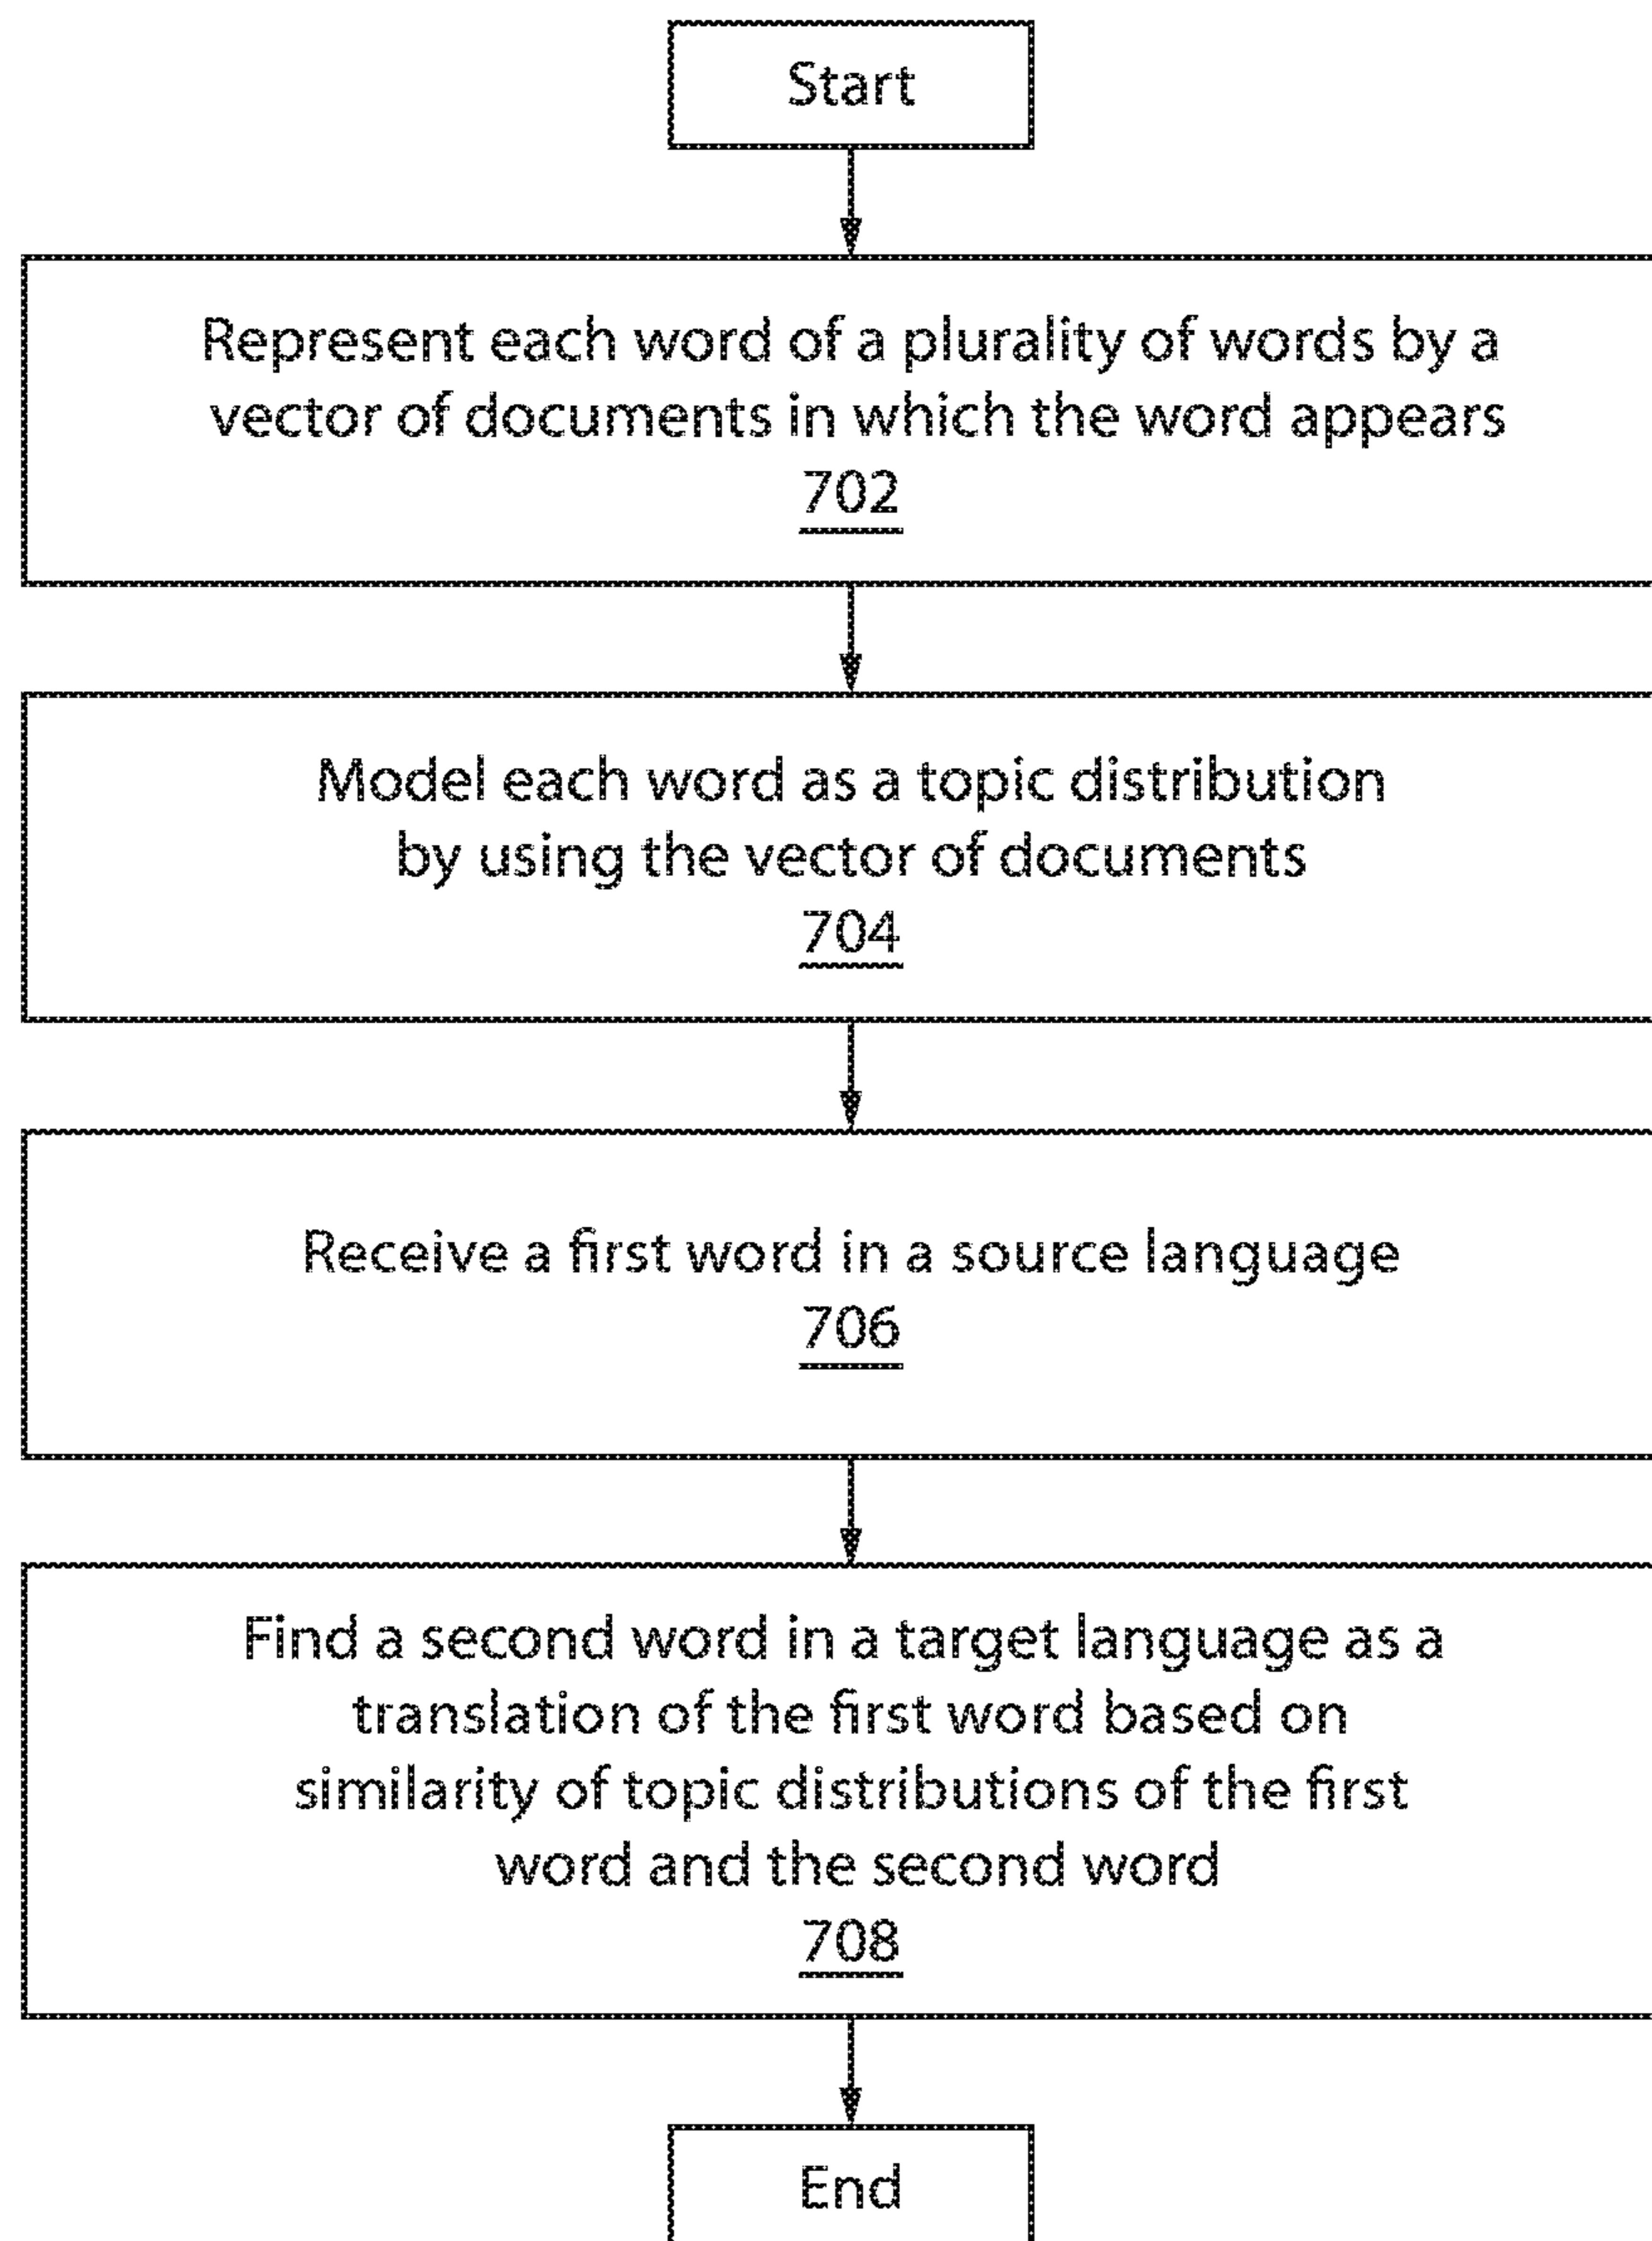 Start
Represent each word of a plurality of words by a
vector of documents in which the word appears
702
Model each word as a topic distribution
by using the vector of documents
704
Receive a first word in a source language
706
Find a second word in a target language as a
translation of the first word based on
similarity of topic distributions of the first
word and the second word
708
End